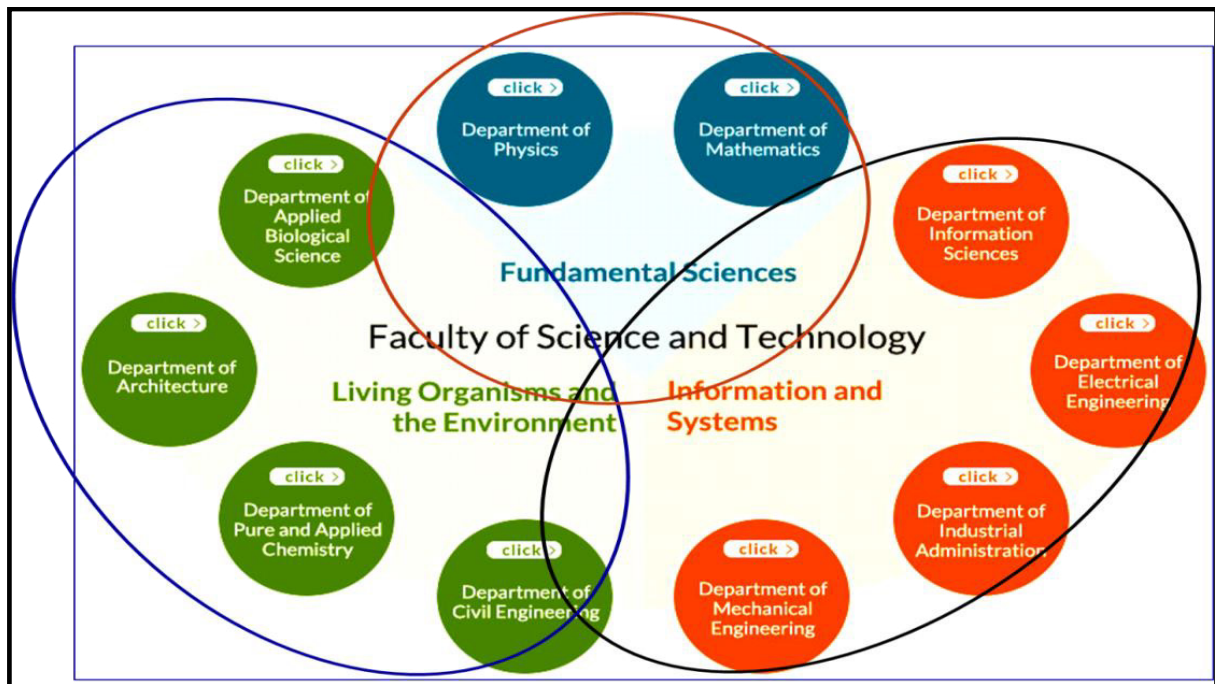 click >
Department of
Physics
click >
Department of
Mathematics
click >
Department of
Applied
Biological
Science
click >
Department of
Information
Sciences
Fundamental Sciences
click >
Department of
Architecture
Faculty of Science and Technology
click >
Department of
Electrical
Engineering
Living Organisms and
the Environment
Information and
Systems
click >
Department of
Pure and Applied
Chemistry
click >
Department of
Industrial
Administration
click >
Department of
Civil Engineering
click >
Department of
Mechanical
Engineering